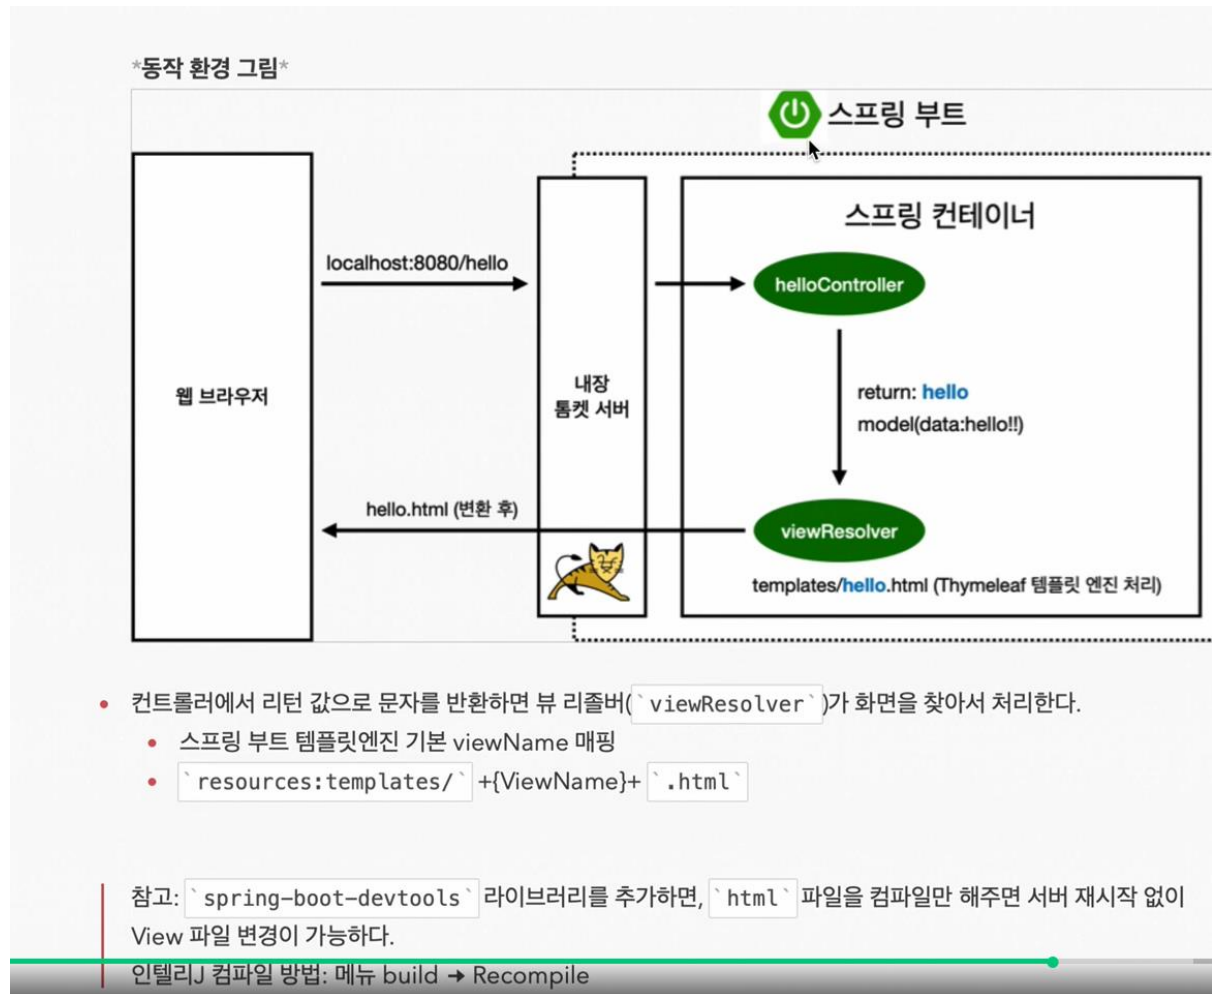 *동작 환경 그림*
스프링 부트
스프링 컨테이너
localhost:8080/hello
helloController
웹 브라우저
내장
톰켓 서버
return: hello
model(data:hello!!)
hello.html (변환 후)
viewResolver
templates/hello.html (Thymeleaf 템플릿 엔진 처리)
• 컨트롤러에서 리턴 값으로 문자를 반환하면 뷰 리졸버(`viewResolver`)가 화면을 찾아서 처리한다.
• 스프링 부트 템플릿엔진 기본 viewName 매핑
• `resources:templates/` +{ViewName}+ `.html`
참고: `spring-boot-devtools` 라이브러리를 추가하면, `html` 파일을 컴파일만 해주면 서버 재시작 없이
View 파일 변경이 가능하다.
인텔리J 컴파일 방법: 메뉴 build → Recompile